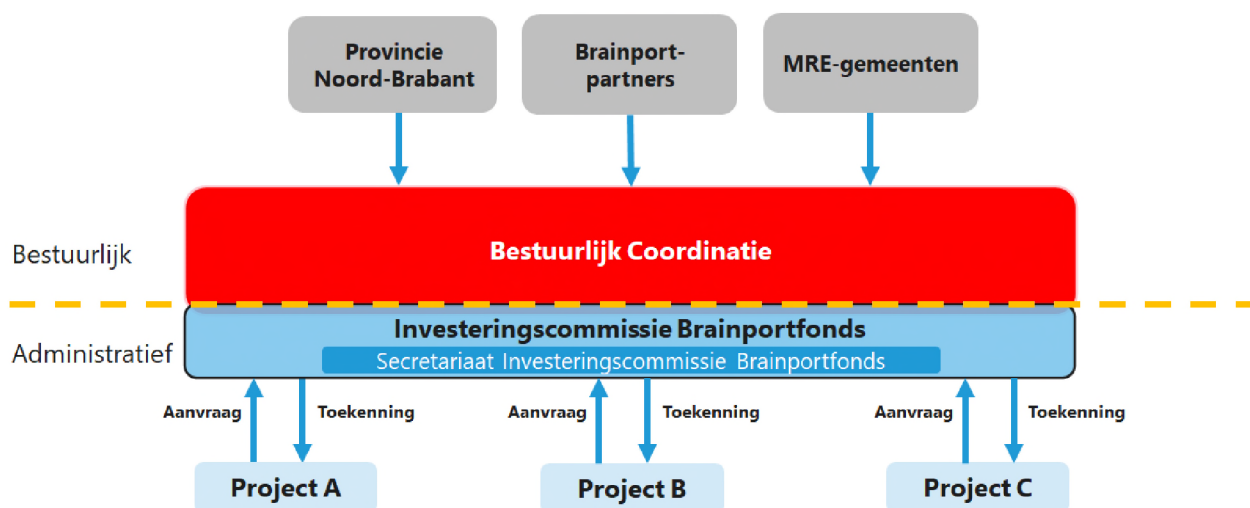 Provincie
Noord-Brabant
Brainport-
partners
MRE-gemeenten
Bestuurlijk
Bestuurlijk Coordinatie
Administratief
Investeringscommissie Brainportfonds
Secretariaat Investeringscommissie Brainportfonds
Aanvraag
Toekenning
Aanvraag
Toekenning
Aanvraag
Toekenning
Project A
Project B
Project C